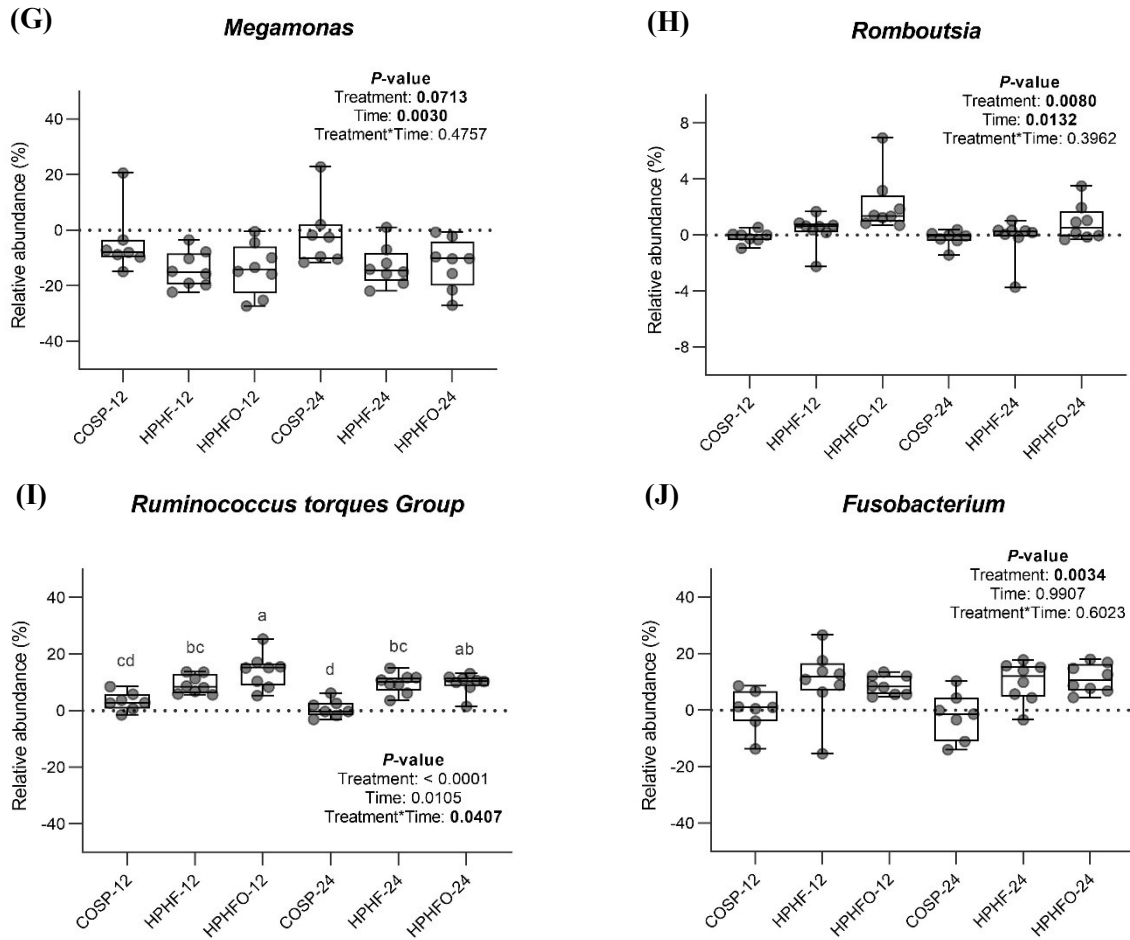 (G)
Megamonas
P-value
Treatment: 0.0713
Time: 0.0030
Treatment*Time: 0.4757
Relative abundance (%)
40
20
0
-20
-40
COSP-12
HPHF-12
HPHFO-12
COSP-24
HPHF-24
HPHFO-24
(H)
Romboutsia
P-value
Treatment: 0.0080
Time: 0.0132
Treatment*Time: 0.3962
Relative abundance (%)
8
4
0
-4
-8
COSP-12
HPHF-12
HPHFO-12
COSP-24
HPHF-24
HPHFO-24
(I)
Ruminococcus torques Group
Relative abundance (%)
40
20
0
-20
-40
cd
bc
a
d
bc
ab
P-value
Treatment: < 0.0001
Time: 0.0105
Treatment*Time: 0.0407
COSP-12
HPHF-12
HPHFO-12
COSP-24
HPHF-24
HPHFO-24
(J)
Fusobacterium
P-value
Treatment: 0.0034
Time: 0.9907
Treatment*Time: 0.6023
Relative abundance (%)
40
20
0
-20
-40
COSP-12
HPHF-12
HPHFO-12
COSP-24
HPHF-24
HPHFO-24